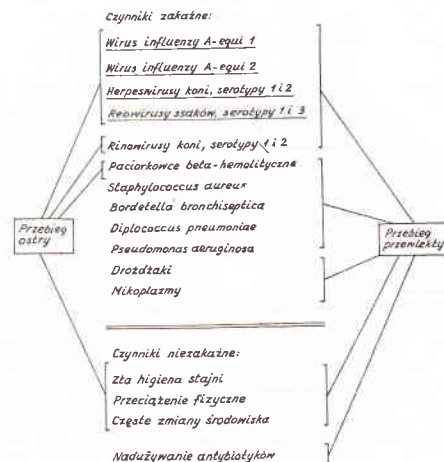 Czynniki zakaźne:
Wirus influenzy A-equi 1
Wirus influenzy A-equi 2
Herpeswirusy koni, serotypy 1 i 2
Reowirusy ssaków, serotypy 1 i 3
Rinowirusy koni, serotypy 1 i 2
Paciorkowce beta-hemolityczne
Staphylococcus aureus
Bordetella bronchiseptica
Diplococcus pneumoniae
Pseudomonas aeruginosa
Drożdżaki
Mikoplazmy
Przebieg
ostry
Przebieg
przewlekły
Czynniki niezakaźne:
Zła higiena stajni
Przeciążenie fizyczne
Częste zmiany środowiska
Nadużywanie antybiotyków